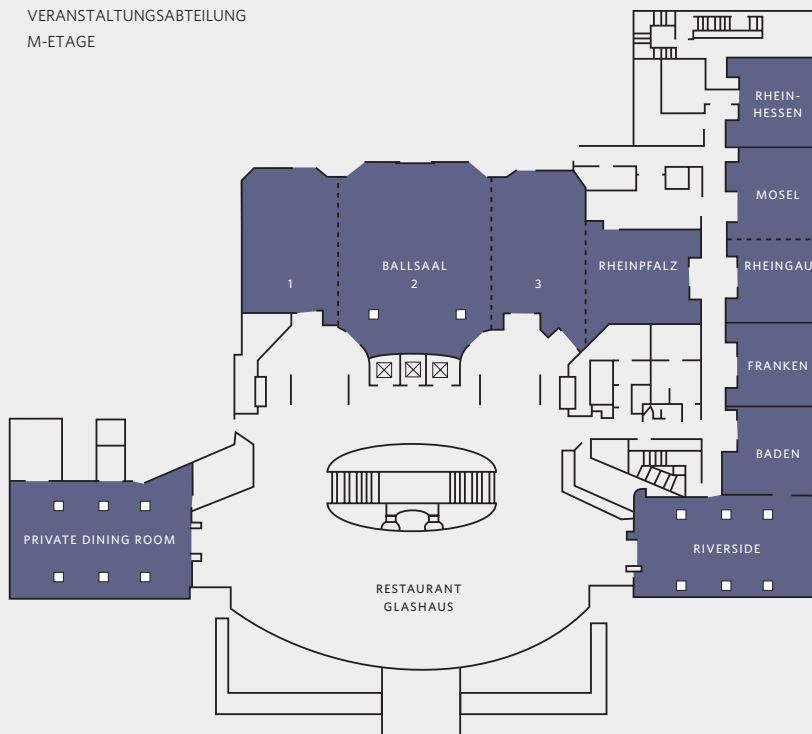 VERANSTALTUNGSABTEILUNG
M-ETAGE
RHEIN-
HESSEN
MOSEL
BALLSAAL
RHEINPFALZ
RHEINGAU
1
2
3
FRANKEN
BADEN
PRIVATE DINING ROOM
RIVERSIDE
RESTAURANT
GLASHAUS